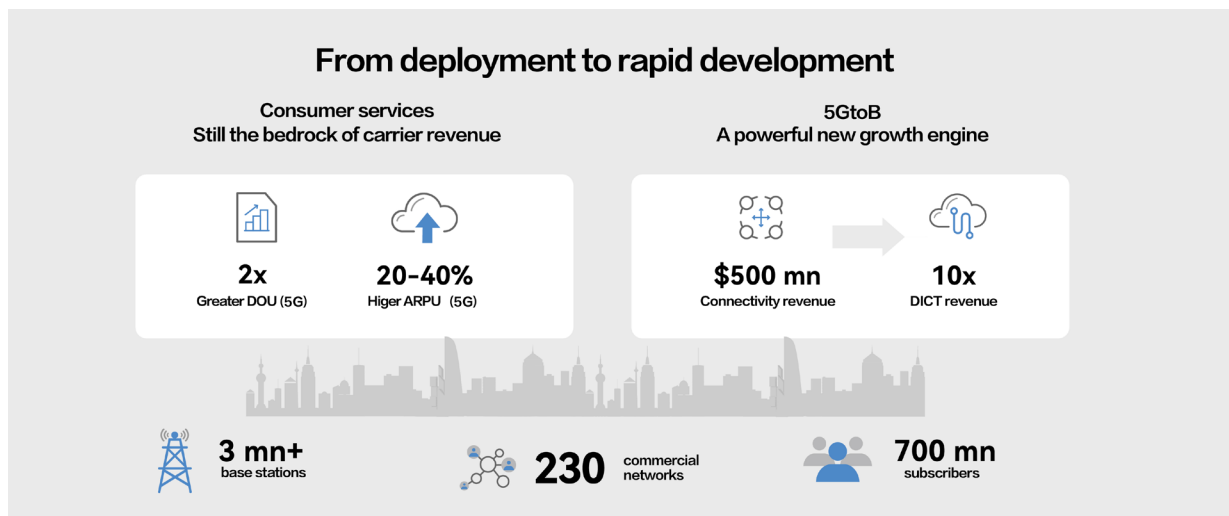 From deployment to rapid development
Consumer services
Still the bedrock of carrier revenue
5GtoB
A powerful new growth engine
2x
Greater DOU (5G)
20-40%
Higer ARPU (5G)
$500 mn
Connectivity revenue
10x
DICT revenue
3 mn+
base stations
230
commercial
networks
700 mn
subscribers